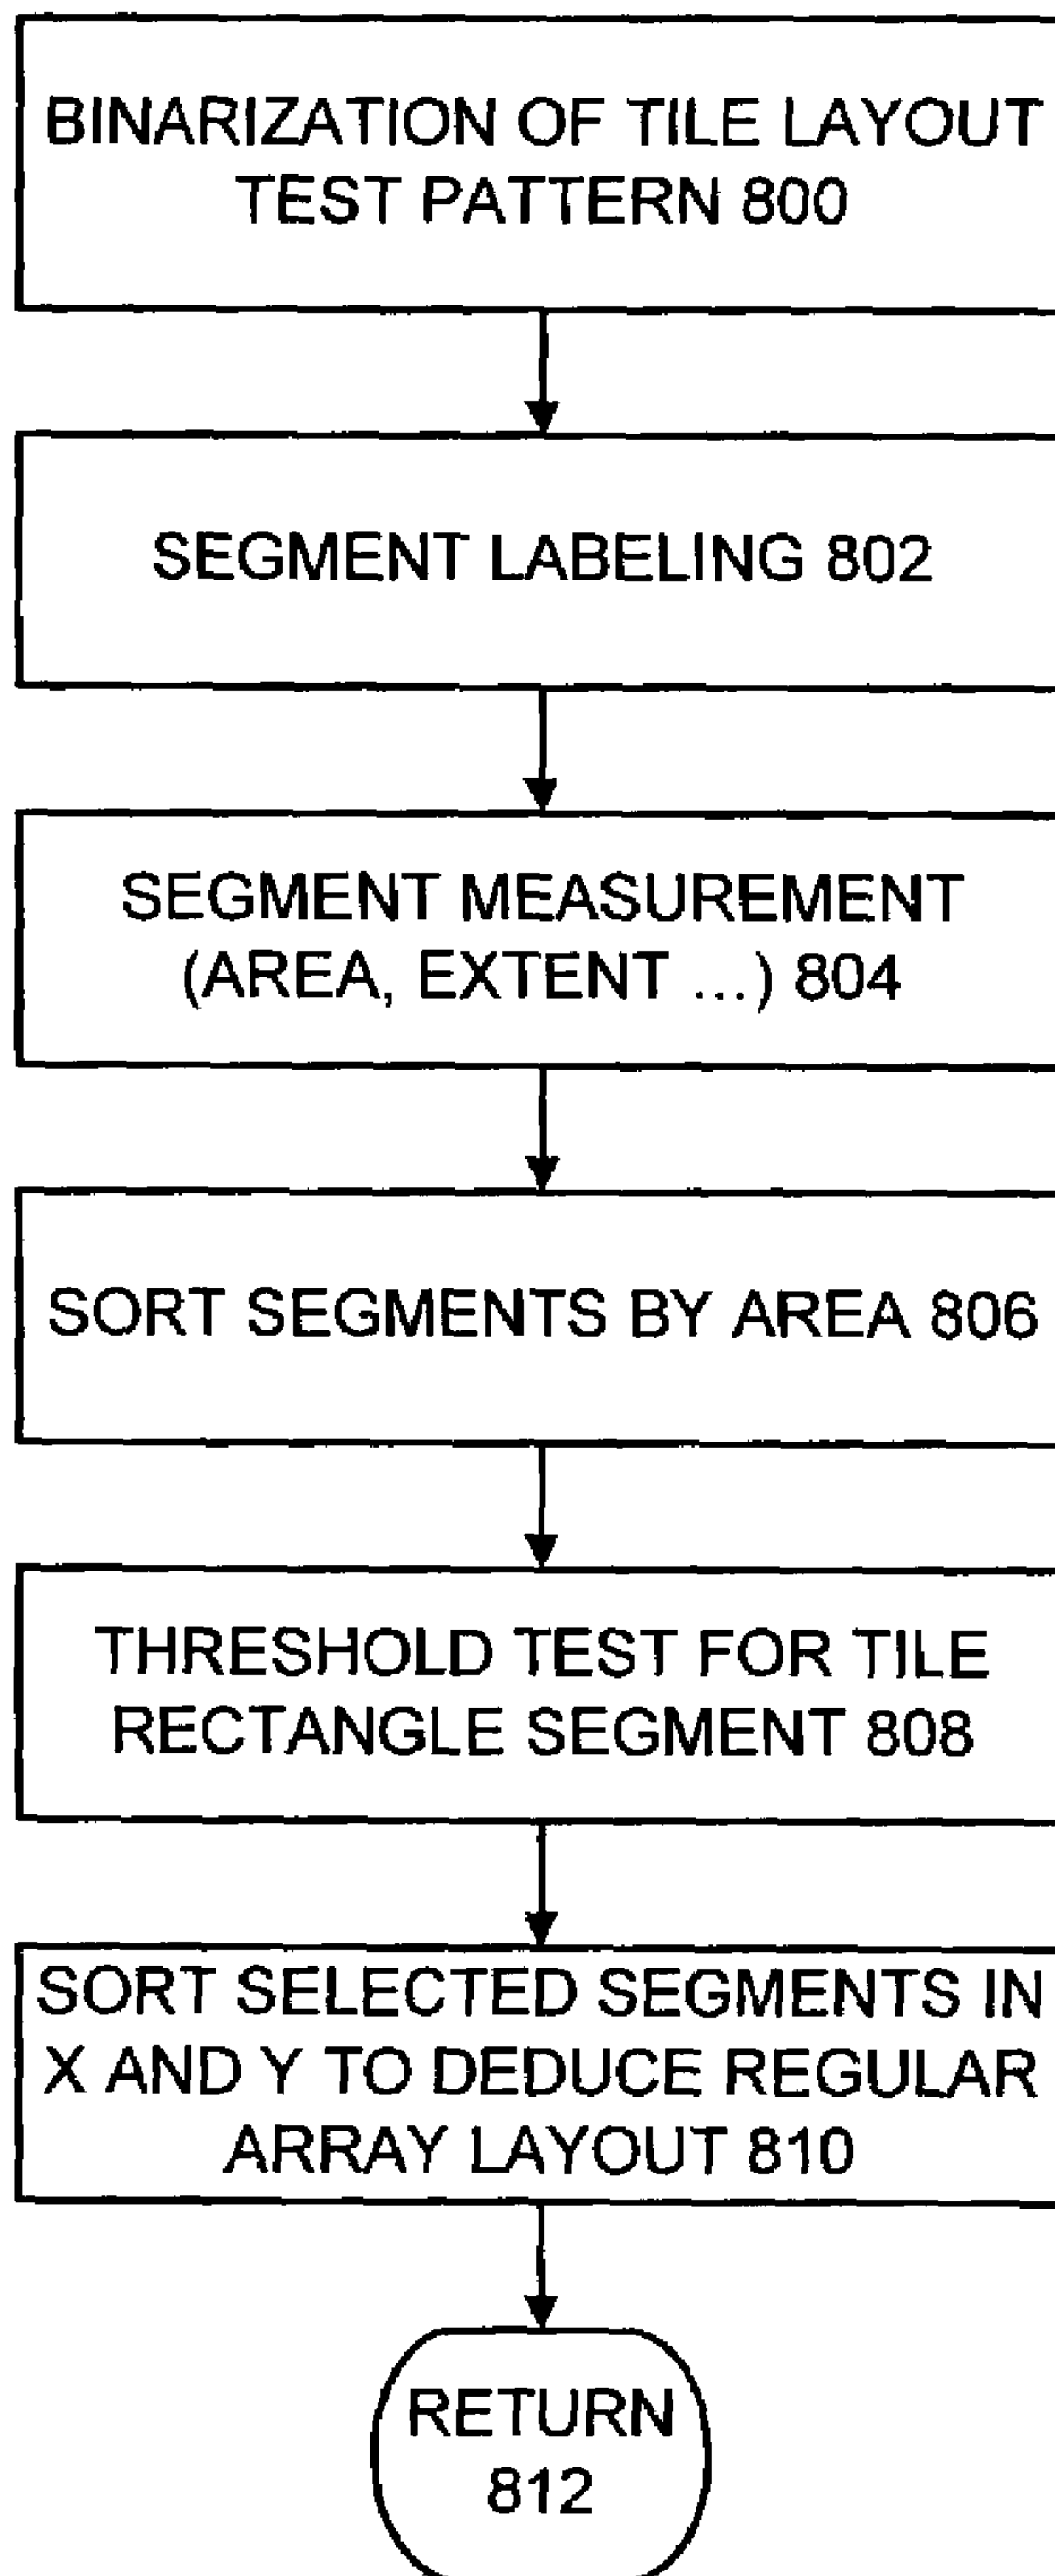 BINARIZATION OF TILE LAYOUT
TEST PATTERN 800
SEGMENT LABELING 802
SEGMENT MEASUREMENT
(AREA, EXTENT ...) 804
SORT SEGMENTS BY AREA 806
THRESHOLD TEST FOR TILE
RECTANGLE SEGMENT 808
SORT SELECTED SEGMENTS IN
X AND Y TO DEDUCE REGULAR
ARRAY LAYOUT 810
RETURN
812